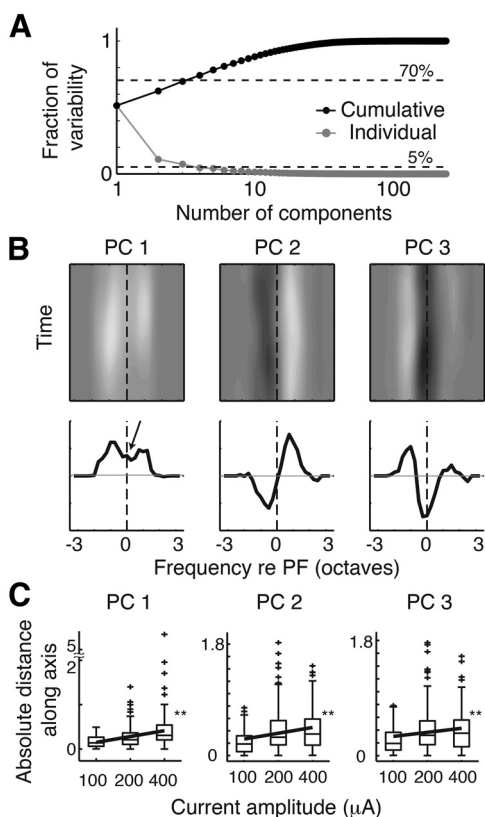 A
1
Fraction of
variability
70%
Cumulative
Individual
5%
0
1 10 100
Number of components
B
PC 1 PC 2 PC 3
Time
-3 0 3 -3 0 3 -3 0 3
Frequency re PF (octaves)
C
PC 1 PC 2 PC 3
Absolute distance
along axis
5
2
0
**
1.8
0
**
1.8
0
**
100 200 400 100 200 400 100 200 400
Current amplitude (μA)